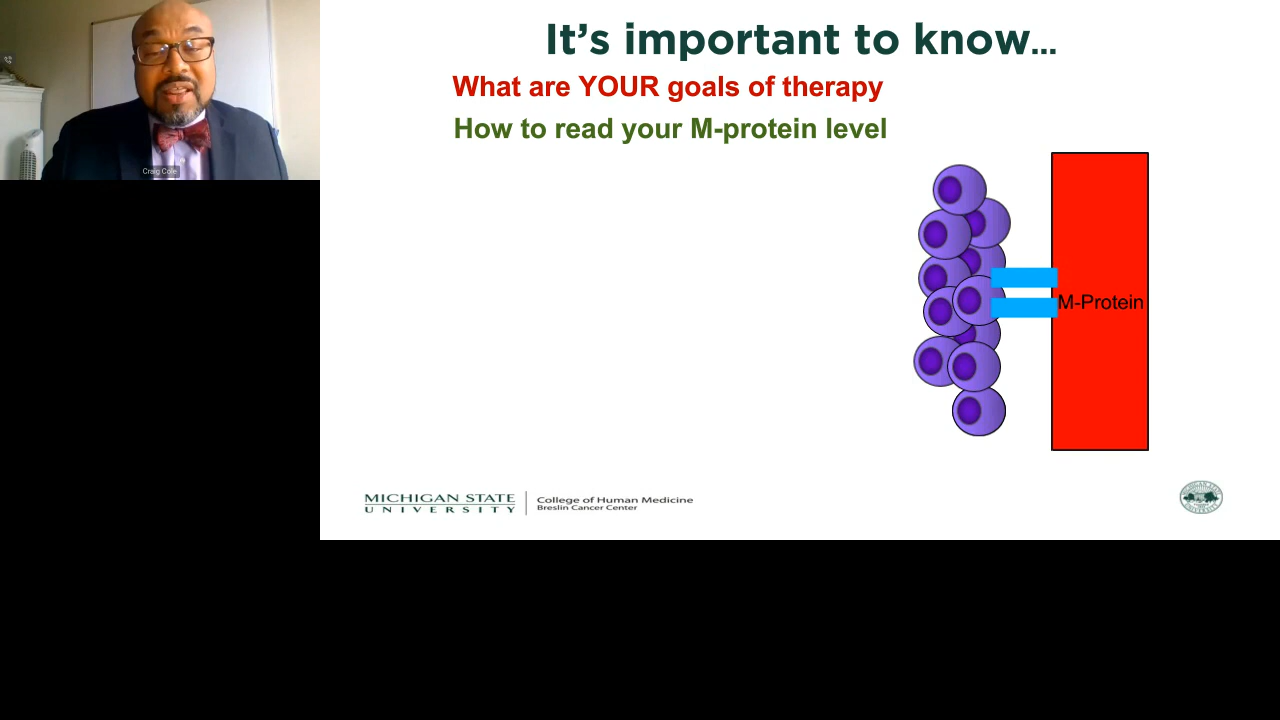 It's important to know...
What are YOUR goals of therapy
How to read your M-protein level
Craig Cole
M-Protein
MICHIGAN STATE
UNIVERSITY
College of Human Medicine
Breslin Cancer Center